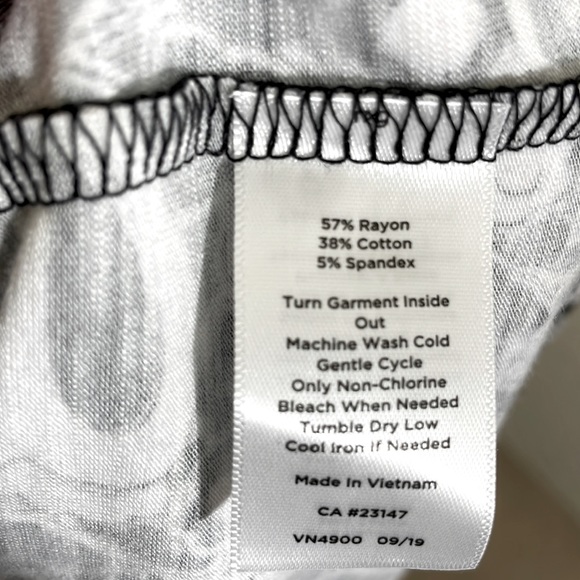 57% Rayon
38% Cotton
5% Spandex
Turn Garment Inside
Out
Machine Wash Cold
Gentle Cycle
Only Non-Chlorine
Bleach When Needed
Tumble Dry Low
Cool Iron If Needed
Made In Vietnam
CA #23147
VN4900 09/19